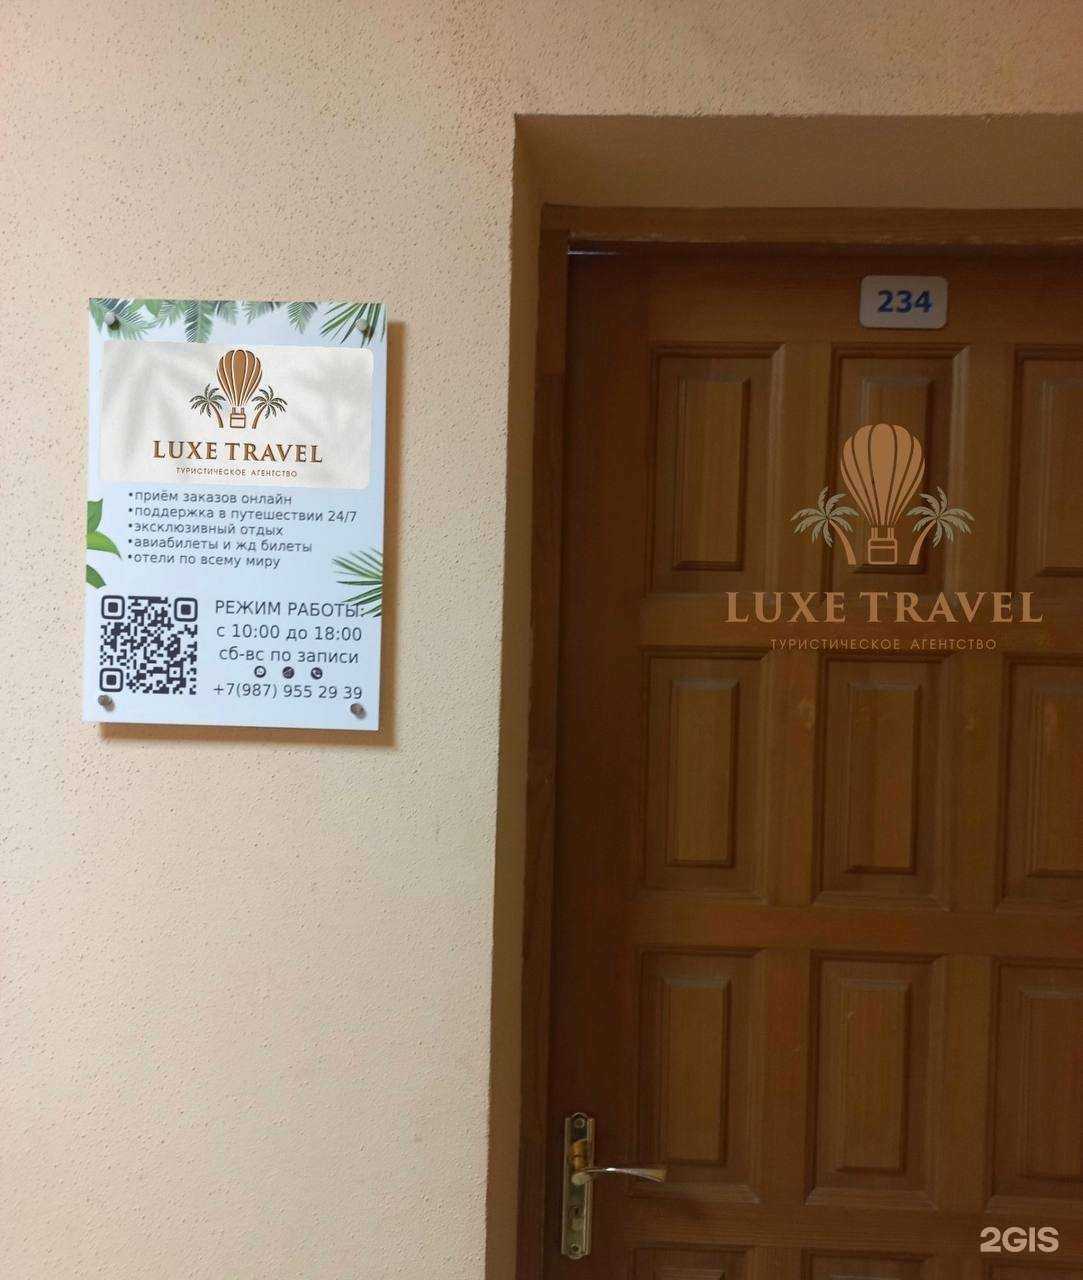 LUXE TRAVEL
ТУРИСТИЧЕСКОЕ АГЕНТСТВО
•приём заказов онлайн
•поддержка в путешествии 24/7
•эксклюзивный отдых
•авиабилеты и жд билеты
•отели по всему миру
РЕЖИМ РАБОТЫ:
с 10:00 до 18:00
сб-вс по записи
+7(987) 955 29 39
234
LUXE TRAVEL
ТУРИСТИЧЕСКОЕ АГЕНТСТВО
2GIS